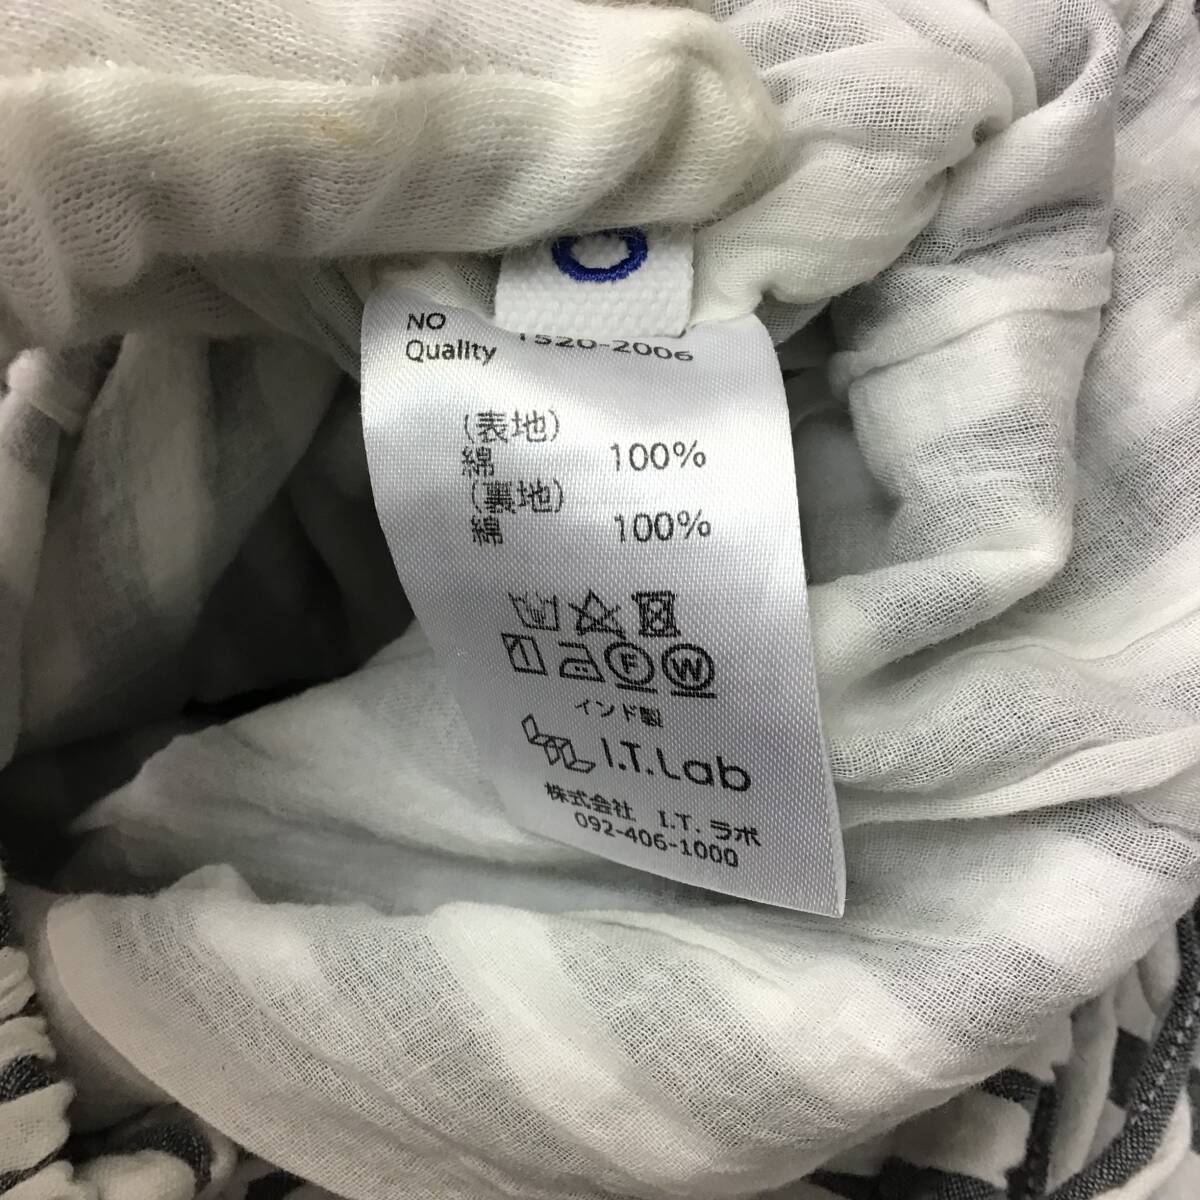 NO 1520-2006
Quality
(表地)
綿 100%
(裏地)
綿 100%
F W
インド製
I.T.Lab
株式会社 I.T.ラボ
092-406-1000